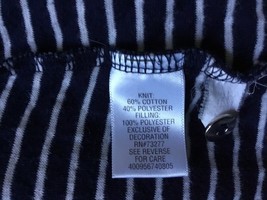 KNIT:
60% COTTON
40% POLYESTER
FILLING:
100% POLYESTER
EXCLUSIVE OF
DECORATION
RN#73277
SEE REVERSE
FOR CARE
400956740805